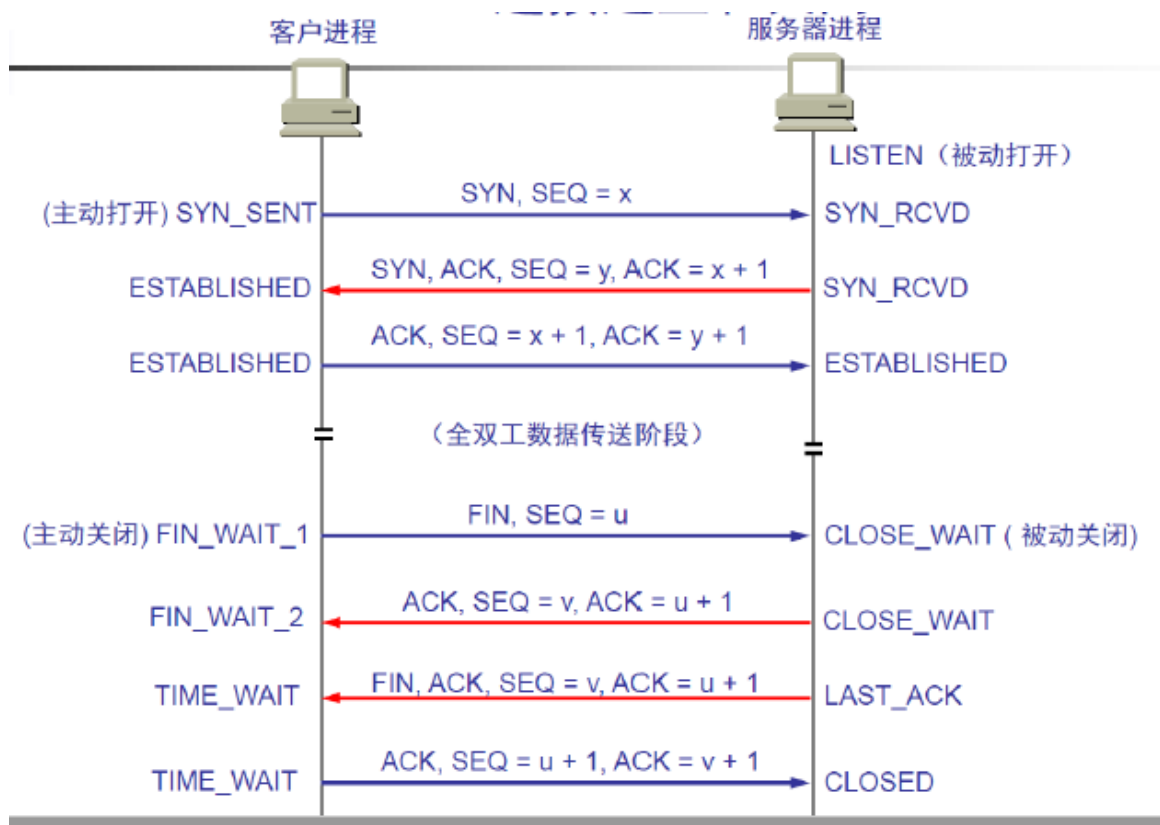 客户进程
服务器进程
LISTEN（被动打开）
SYN, SEQ = x
(主动打开) SYN_SENT
SYN_RCVD
SYN, ACK, SEQ = y, ACK = x + 1
ESTABLISHED
SYN_RCVD
ACK, SEQ = x + 1, ACK = y + 1
ESTABLISHED
ESTABLISHED
（全双工数据传送阶段）
FIN, SEQ = u
(主动关闭) FIN_WAIT_1
CLOSE_WAIT ( 被动关闭)
ACK, SEQ = v, ACK = u + 1
FIN_WAIT_2
CLOSE_WAIT
FIN, ACK, SEQ = v, ACK = u + 1
TIME_WAIT
LAST_ACK
ACK, SEQ = u + 1, ACK = v + 1
TIME_WAIT
CLOSED